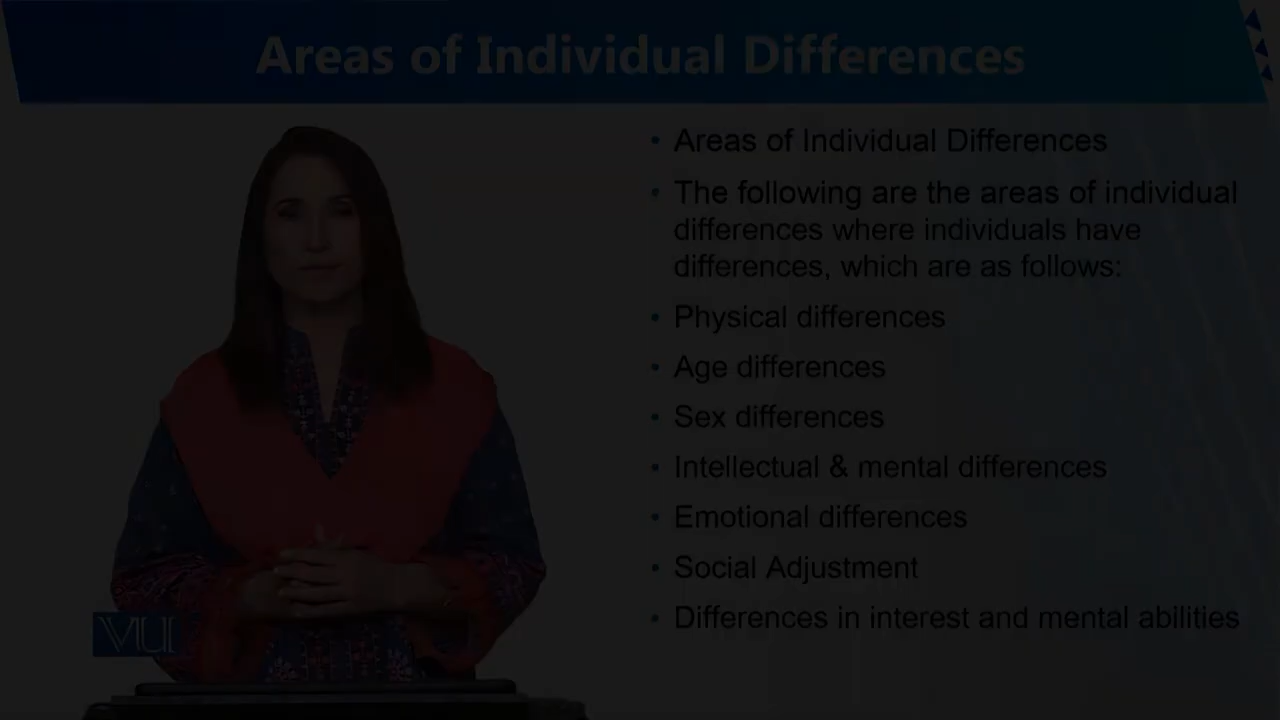 Areas of Individual Differences
• Areas of Individual Differences
• The following are the areas of individual
differences where individuals have
differences, which are as follows:
• Physical differences
• Age differences
• Sex differences
• Intellectual & mental differences
• Emotional differences
• Social Adjustment
• Differences in interest and mental abilities
VU